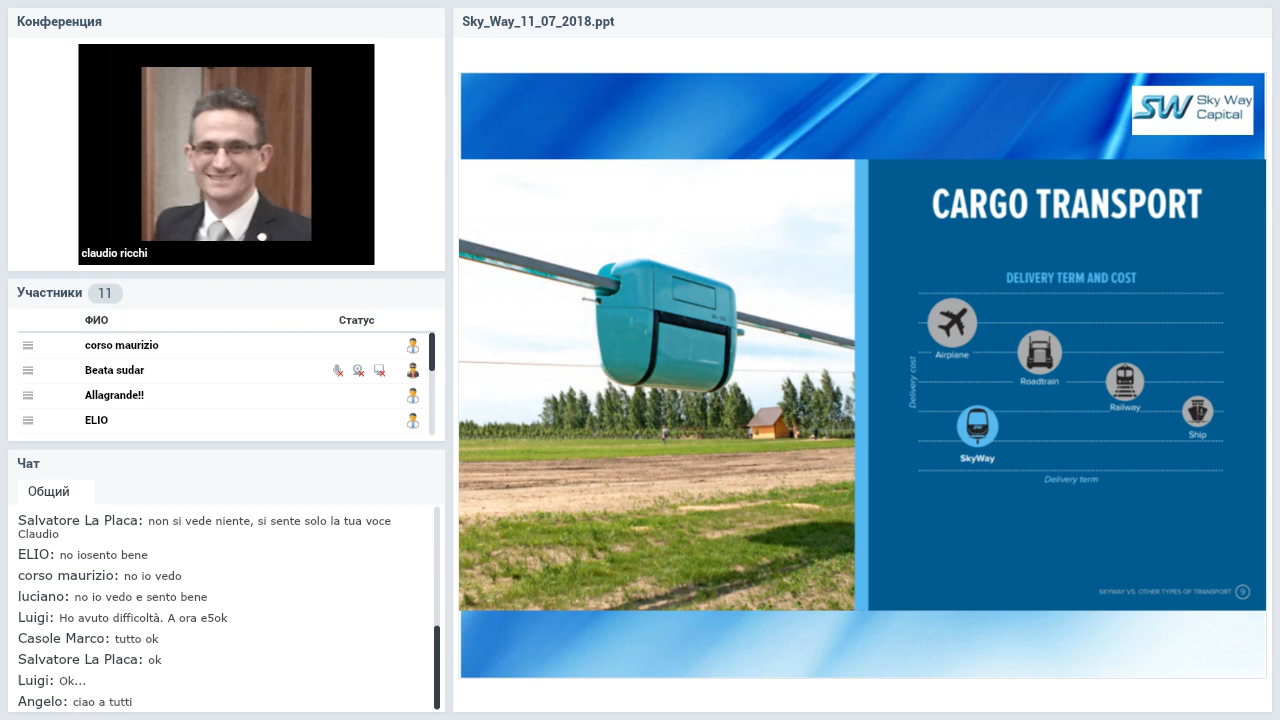 Конференция
claudio ricchi
Участники 11
ФИО Статус
corso maurizio
Beata sudar
Allagrande!!
ELIO
Чат
Общий
Salvatore La Placa: non si vede niente, si sente solo la tua voce
Claudio
ELIO: no iosento bene
corso maurizio: no io vedo
luciano: no io vedo e sento bene
Luigi: Ho avuto difficoltà. A ora e5ok
Casole Marco: tutto ok
Salvatore La Placa: ok
Luigi: Ok...
Angelo: ciao a tutti
Sky_Way_11_07_2018.ppt
SW Sky Way
Capital
CARGO TRANSPORT
DELIVERY TERM AND COST
Delivery cost
Airplane
Roadtrain
Railway
Ship
SkyWay
Delivery term
SKYWAY VS. OTHER TYPES OF TRANSPORT 9